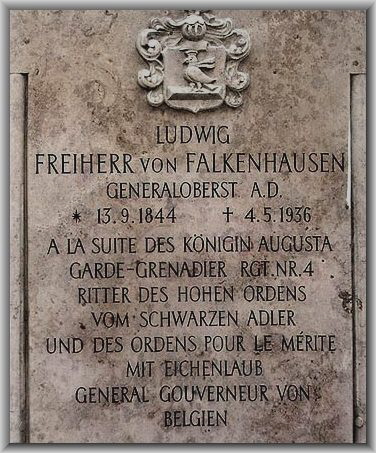 LUDWIG
FREIHERR VON FALKENHAUSEN
GENERALOBERST A.D.
* 13.9.1844 † 4.5.1936
A LA SUITE DES KÖNIGIN AUGUSTA
GARDE-GRENADIER RGT. NR. 4
RITTER DES HOHEN ORDENS
VOM SCHWARZEN ADLER
UND DES ORDENS POUR LE MÉRITE
MIT EICHENLAUB
GENERAL GOUVERNEUR VON
BELGIEN